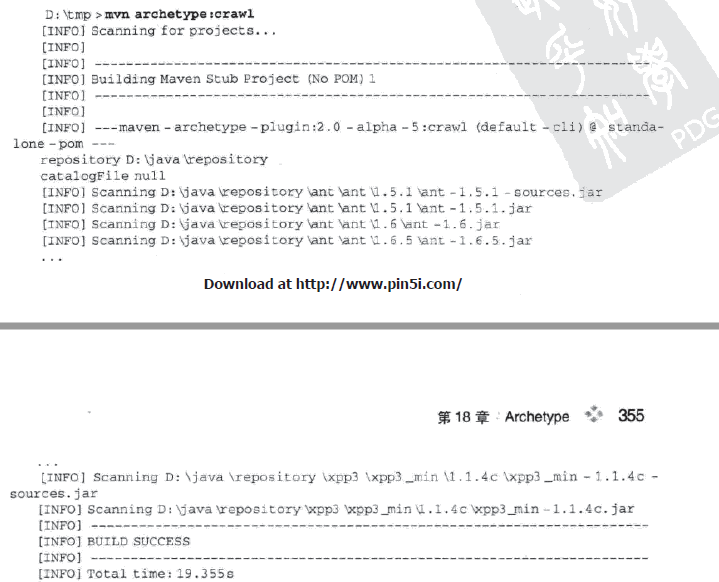 D:\tmp >mvn archetype:crawl
[INFO] Scanning for projects...
[INFO]
[INFO] ------------------------------------------------------------------------
[INFO] Building Maven Stub Project (No POM) 1
[INFO] ------------------------------------------------------------------------
[INFO]
[INFO] ---maven-archetype-plugin:2.0-alpha-5:crawl (default-cli) @ standa-
lone-pom ---
repository D:\java\repository
catalogFile null
[INFO] Scanning D:\java\repository\ant\ant\1.5.1\ant-1.5.1-sources.jar
[INFO] Scanning D:\java\repository\ant\ant\1.5.1\ant-1.5.1.jar
[INFO] Scanning D:\java\repository\ant\ant\1.6\ant-1.6.jar
[INFO] Scanning D:\java\repository\ant\ant\1.6.5\ant-1.6.5.jar
...
Download at http://www.pin5i.com/
第 18 章 Archetype 355
...
[INFO] Scanning D:\java\repository\xpp3\xpp3_min\1.1.4c\xpp3_min-1.1.4c-
sources.jar
[INFO] Scanning D:\java\repository\xpp3\xpp3_min\1.1.4c\xpp3_min-1.1.4c.jar
[INFO] ------------------------------------------------------------------------
[INFO] BUILD SUCCESS
[INFO] ------------------------------------------------------------------------
[INFO] Total time: 19.355s
PDG